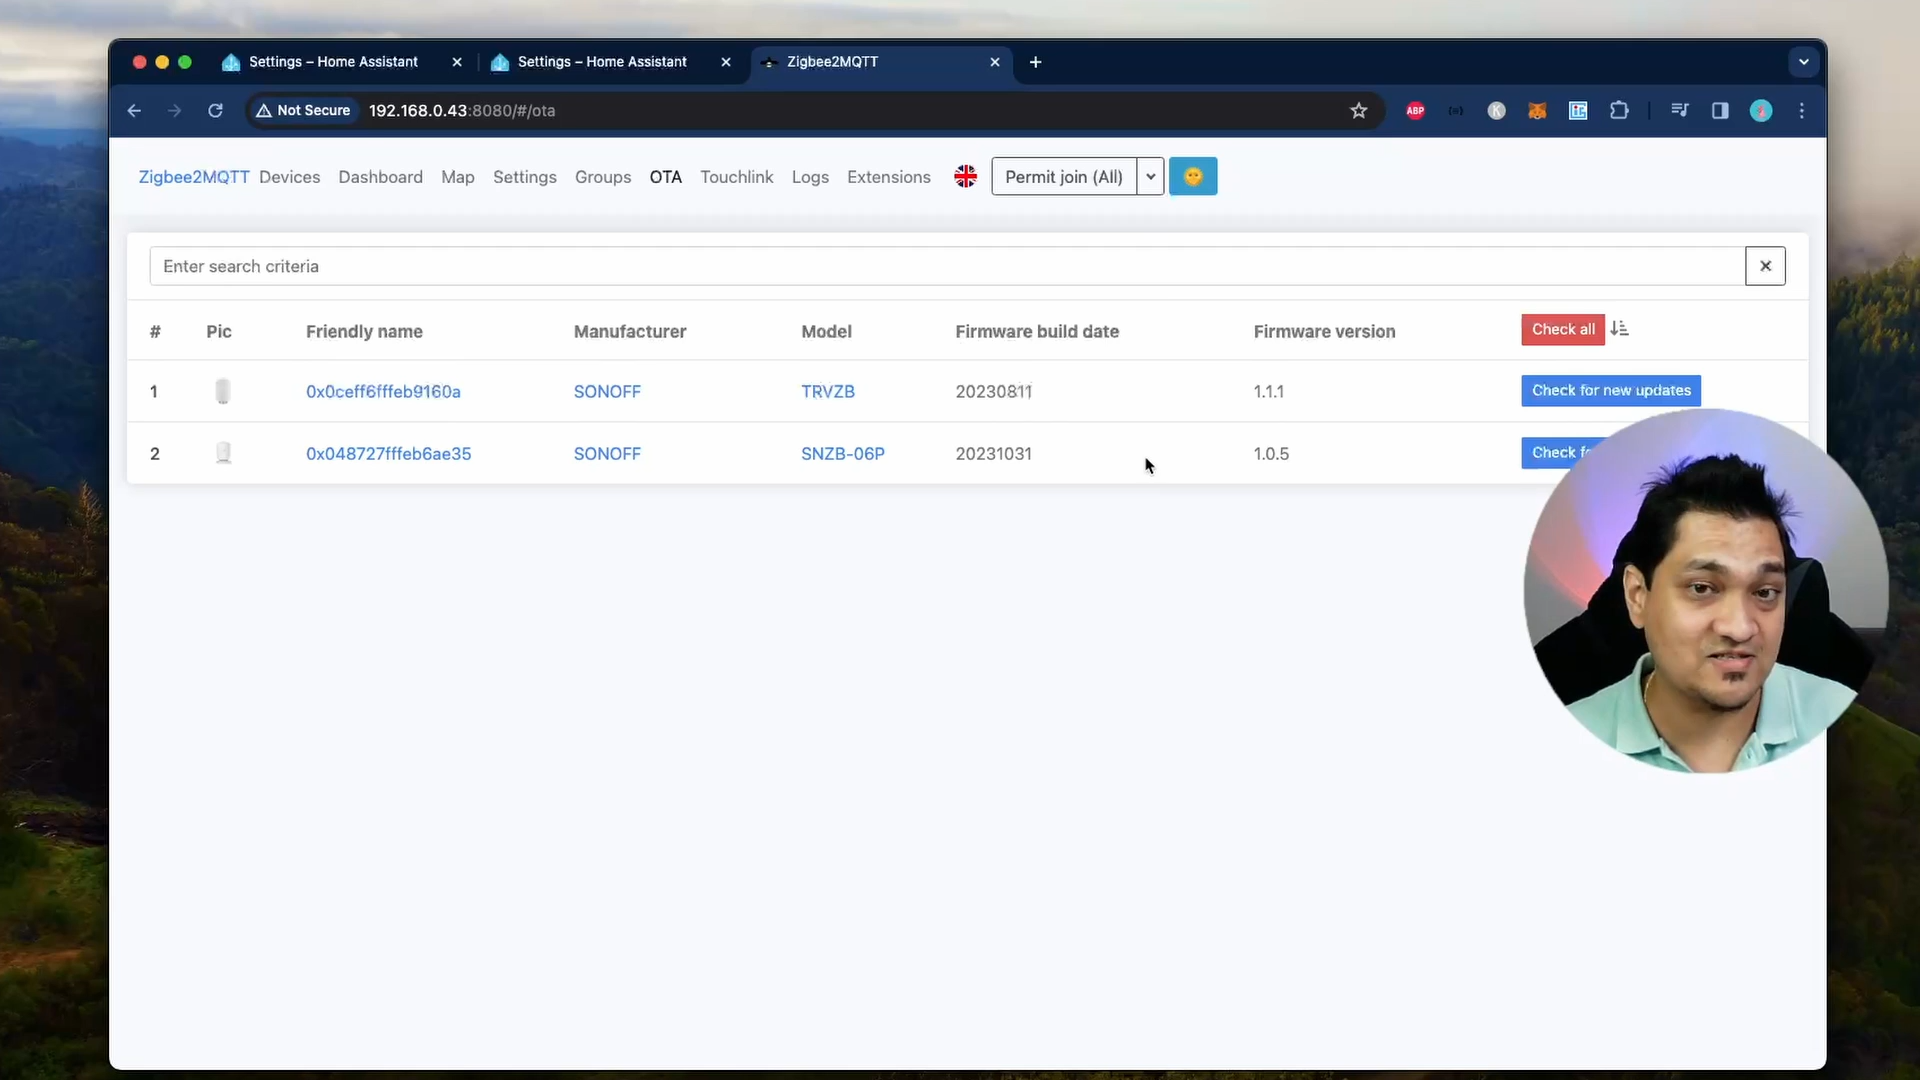 Settings – Home Assistant
Settings – Home Assistant
Zigbee2MQTT
Not Secure 192.168.0.43:8080/#/ota
ABP
K
Zigbee2MQTT Devices Dashboard Map Settings Groups OTA Touchlink Logs Extensions Permit join (All)
Enter search criteria
# Pic Friendly name Manufacturer Model Firmware build date Firmware version Check all
1 0x0ceff6fffeb9160a SONOFF TRVZB 20230811 1.1.1 Check for new updates
2 0x048727fffeb6ae35 SONOFF SNZB-06P 20231031 1.0.5 Check